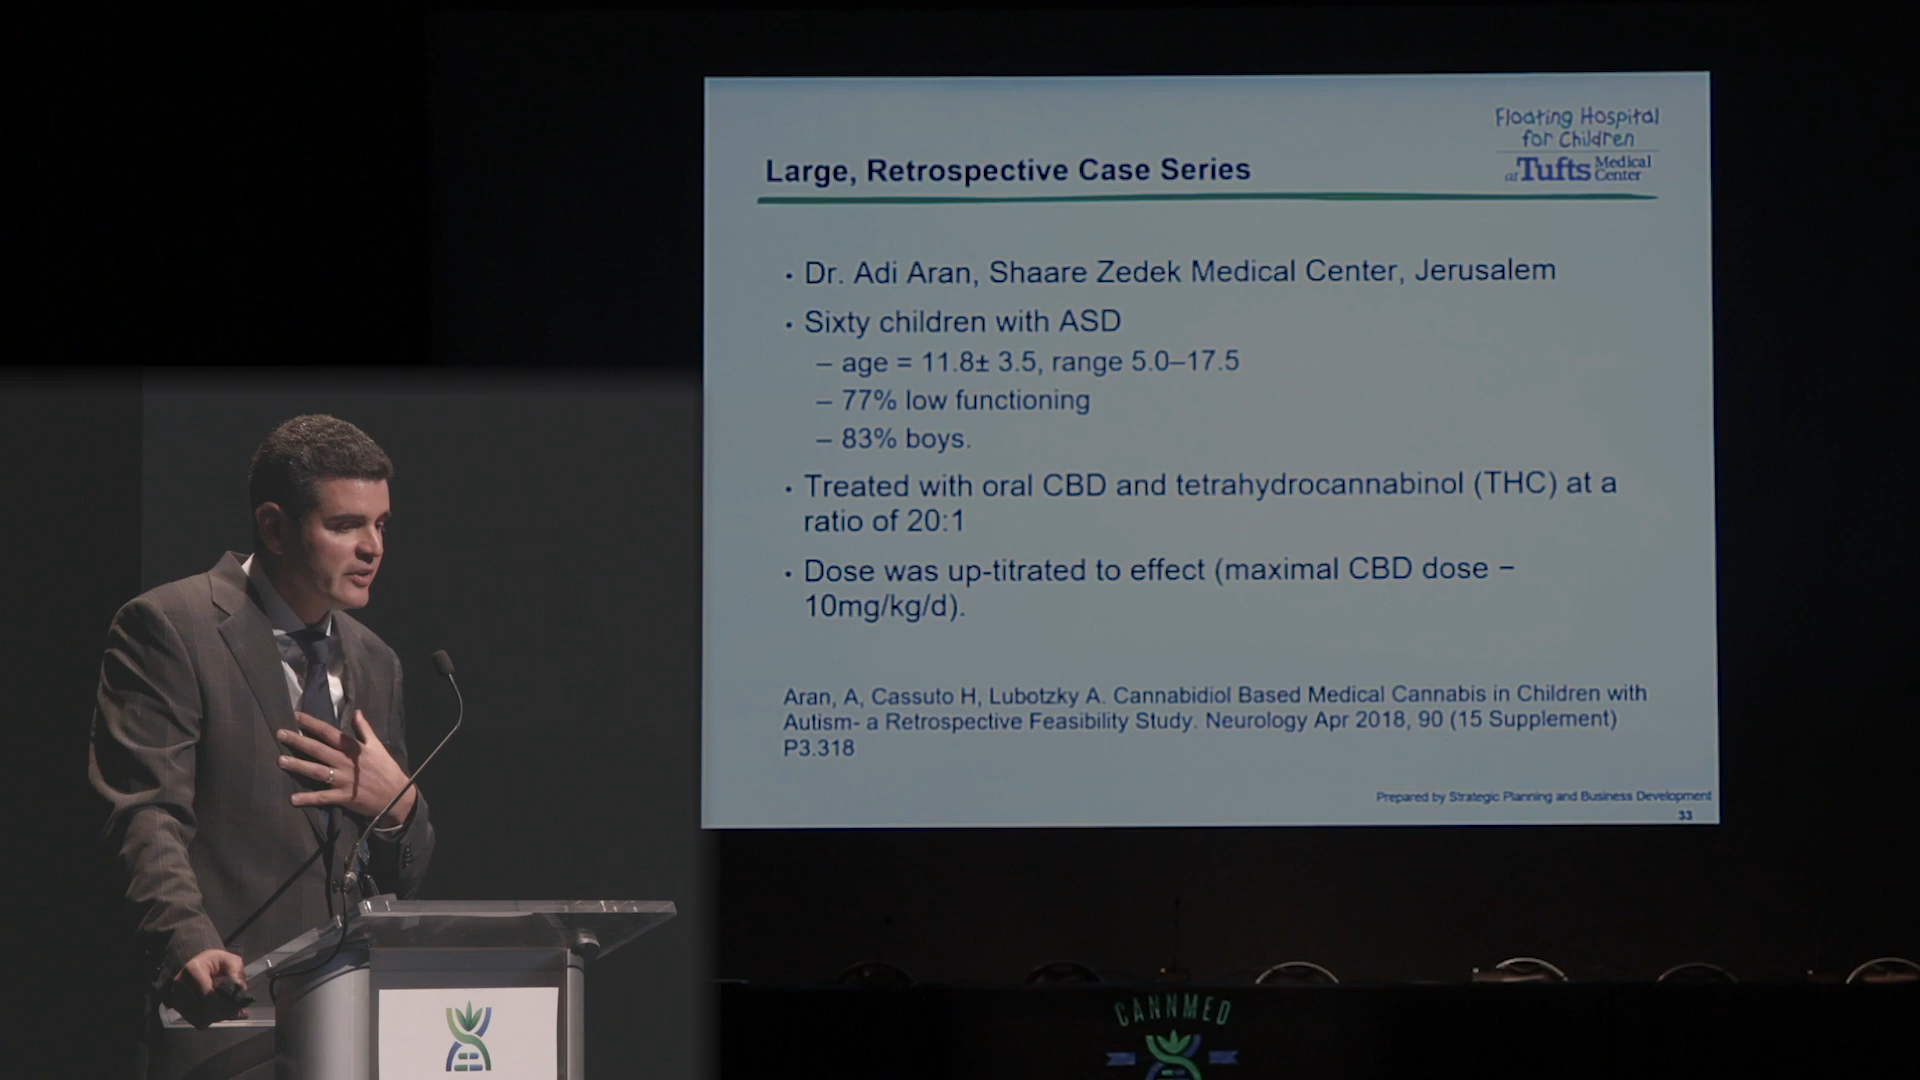 Floating Hospital
for Children
at Tufts Medical Center
Large, Retrospective Case Series
· Dr. Adi Aran, Shaare Zedek Medical Center, Jerusalem
· Sixty children with ASD
– age = 11.8± 3.5, range 5.0–17.5
– 77% low functioning
– 83% boys.
· Treated with oral CBD and tetrahydrocannabinol (THC) at a
ratio of 20:1
· Dose was up-titrated to effect (maximal CBD dose −
10mg/kg/d).
Aran, A, Cassuto H, Lubotzky A. Cannabidiol Based Medical Cannabis in Children with
Autism- a Retrospective Feasibility Study. Neurology Apr 2018, 90 (15 Supplement)
P3.318
Prepared by Strategic Planning and Business Development
33
CANNMED